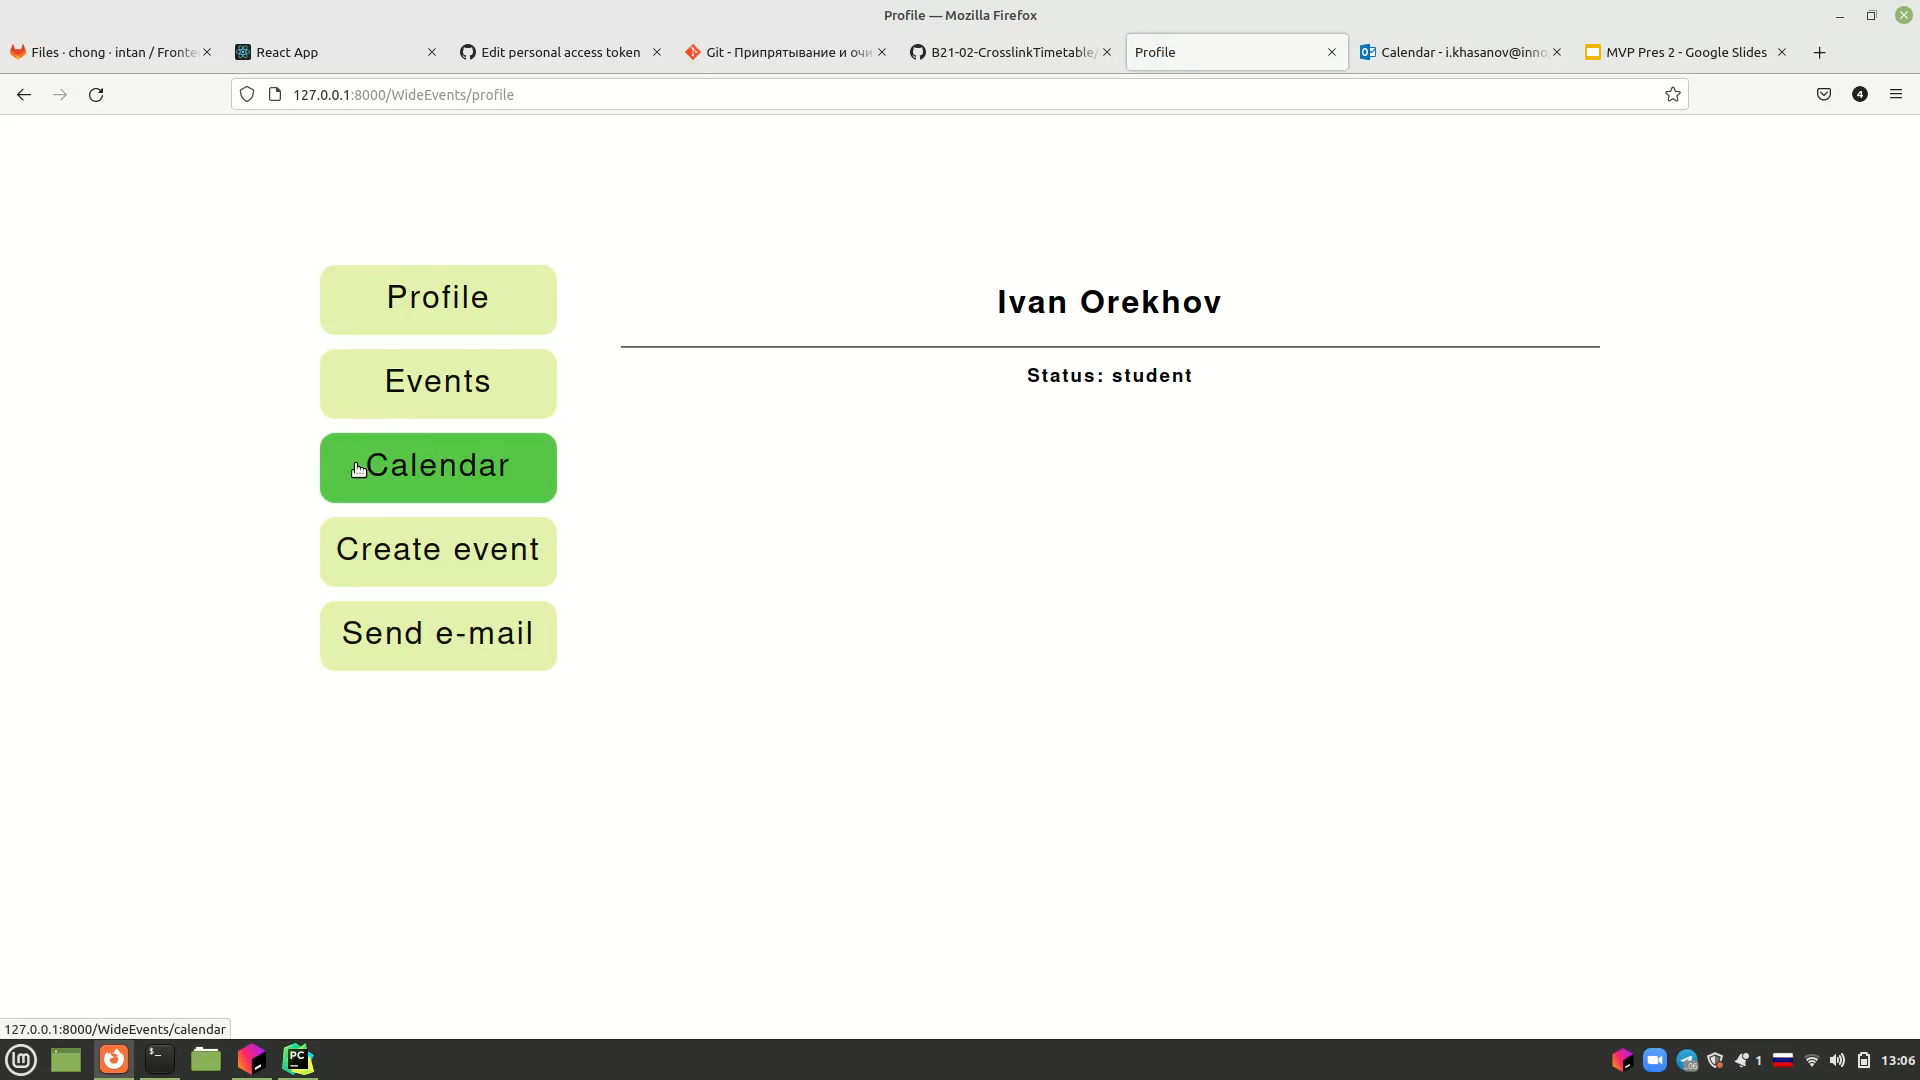 Profile — Mozilla Firefox
Files · chong · intan / Fronte
React App
Edit personal access token
Git - Припрятывание и очи
B21-02-CrosslinkTimetable/
Profile
Calendar - i.khasanov@inno
MVP Pres 2 - Google Slides
127.0.0.1:8000/WideEvents/profile
4
Profile
Events
Calendar
Create event
Send e-mail
Ivan Orekhov
Status: student
127.0.0.1:8000/WideEvents/calendar
PC
1
13:06